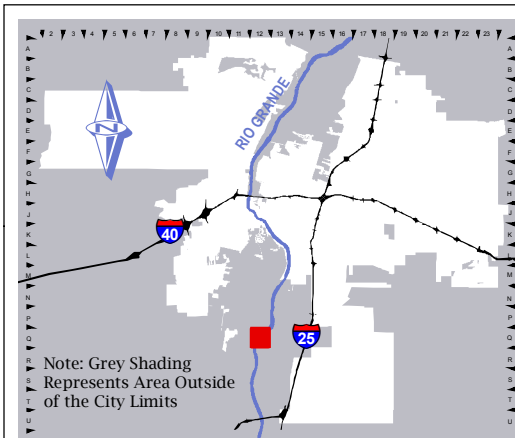 2 3 4 5 6 7 8 9 10 11 12 13 14 15 16 17 18 19 20 21 22 23
A A
B B
C C
D D
E E
F F
G G
H H
J J
K K
L L
M M
N N
P P
Q Q
R R
S S
T T
U U
N
RIO GRANDE
40
25
Note: Grey Shading
Represents Area Outside
of the City Limits